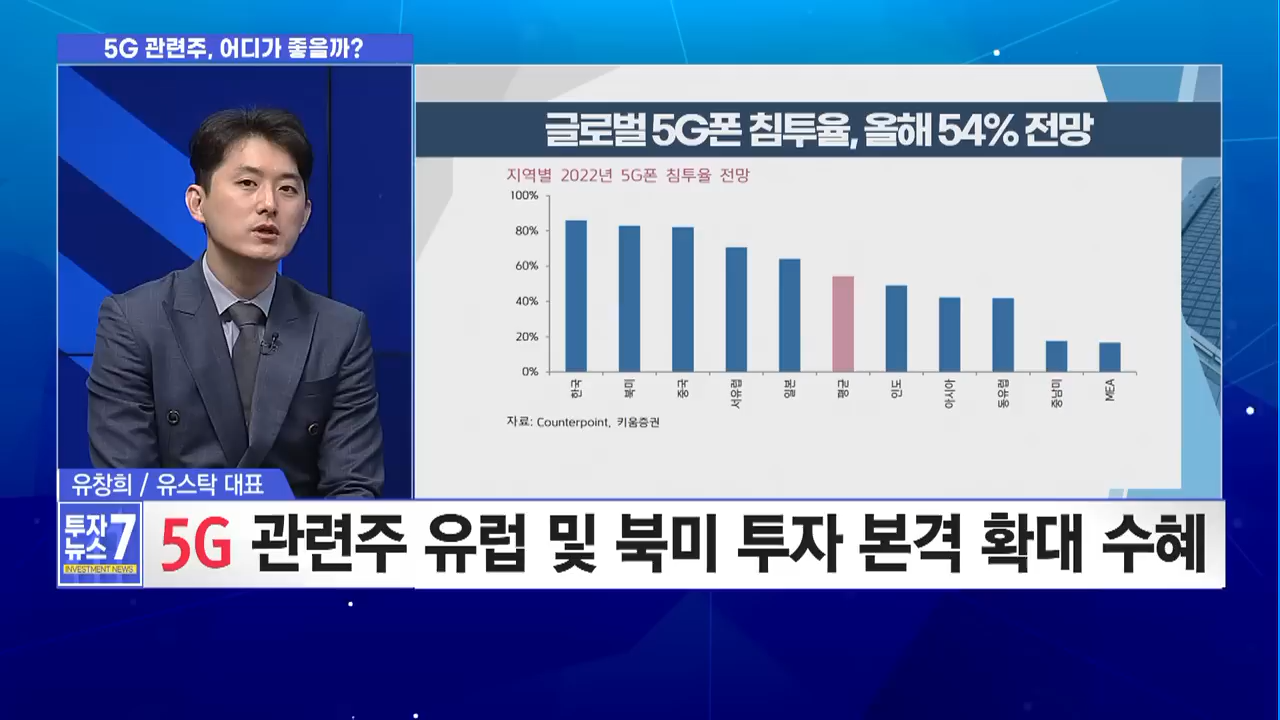 5G 관련주, 어디가 좋을까?
글로벌 5G폰 침투율, 올해 54% 전망
지역별 2022년 5G폰 침투율 전망
100%
80%
60%
40%
20%
0%
한국
북미
중국
서유럽
일본
평균
인도
아시아
동유럽
중남미
MEA
자료: Counterpoint, 키움증권
유창희 / 유스탁 대표
투자
뉴스7
INVESTMENT NEWS
5G 관련주 유럽 및 북미 투자 본격 확대 수혜